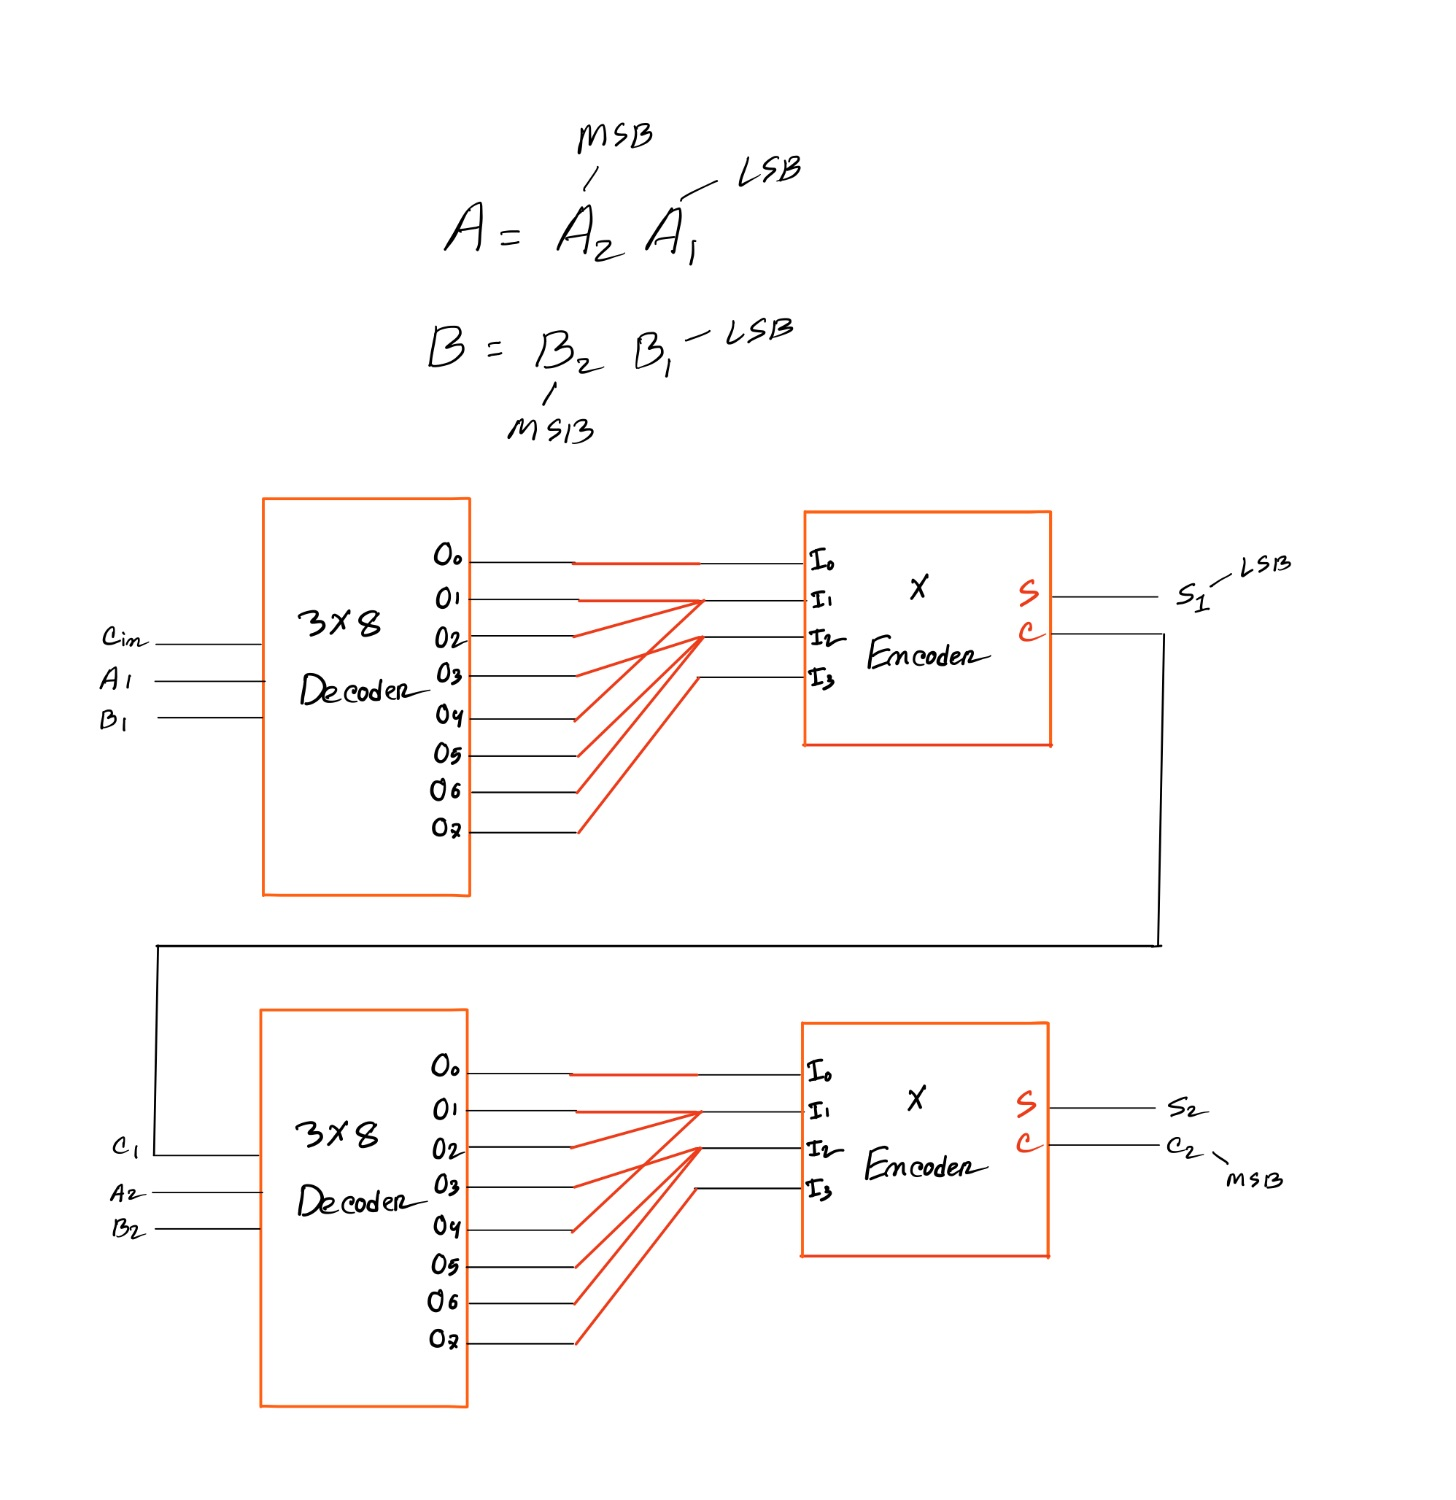 MSB
LSB
A = A₂ A₁
B = B₂ B₁ LSB
MSB
O₀ I₀
O₁ I₁ X S S₁ LSB
3X8 O₂ I₂ Encoder C
Cin
A₁ Decoder O₃ I₃
B₁ O₄
O₅
O₆
O₇
O₀ I₀
O₁ I₁ X S S₂
3X8 O₂ I₂ Encoder C C₂
C₁
A₂ Decoder O₃ I₃ MSB
B₂ O₄
O₅
O₆
O₇